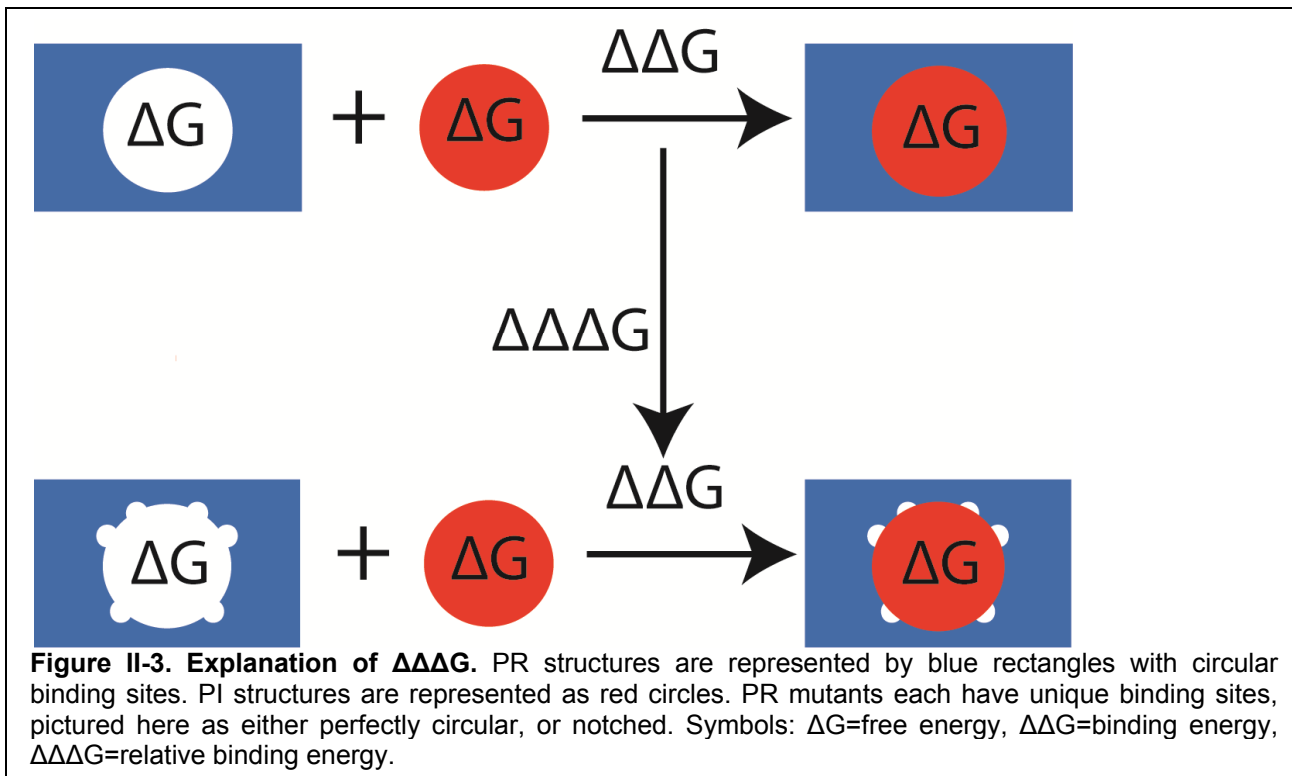 ΔΔG
ΔG + ΔG ΔG
ΔΔΔG
ΔΔG
ΔG + ΔG ΔG
Figure II-3. Explanation of ΔΔΔG. PR structures are represented by blue rectangles with circular
binding sites. PI structures are represented as red circles. PR mutants each have unique binding sites,
pictured here as either perfectly circular, or notched. Symbols: ΔG=free energy, ΔΔG=binding energy,
ΔΔΔG=relative binding energy.